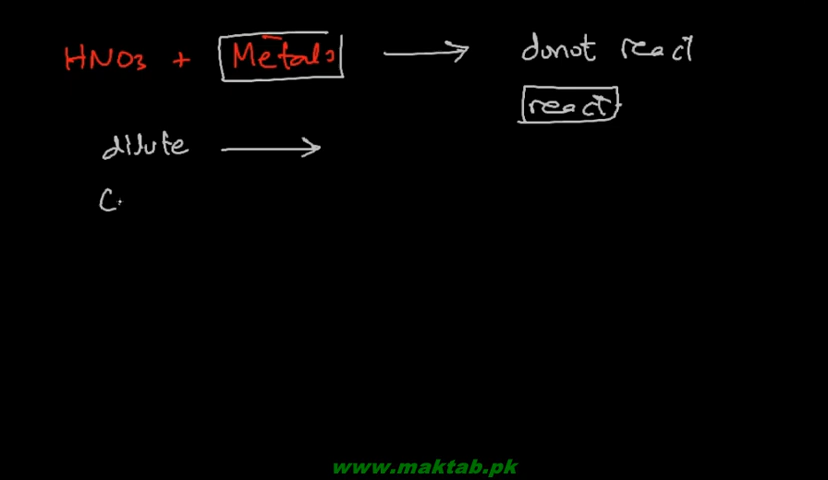 HNO3 + Metals → donot react
react
dilute →
C
www.maktab.pk